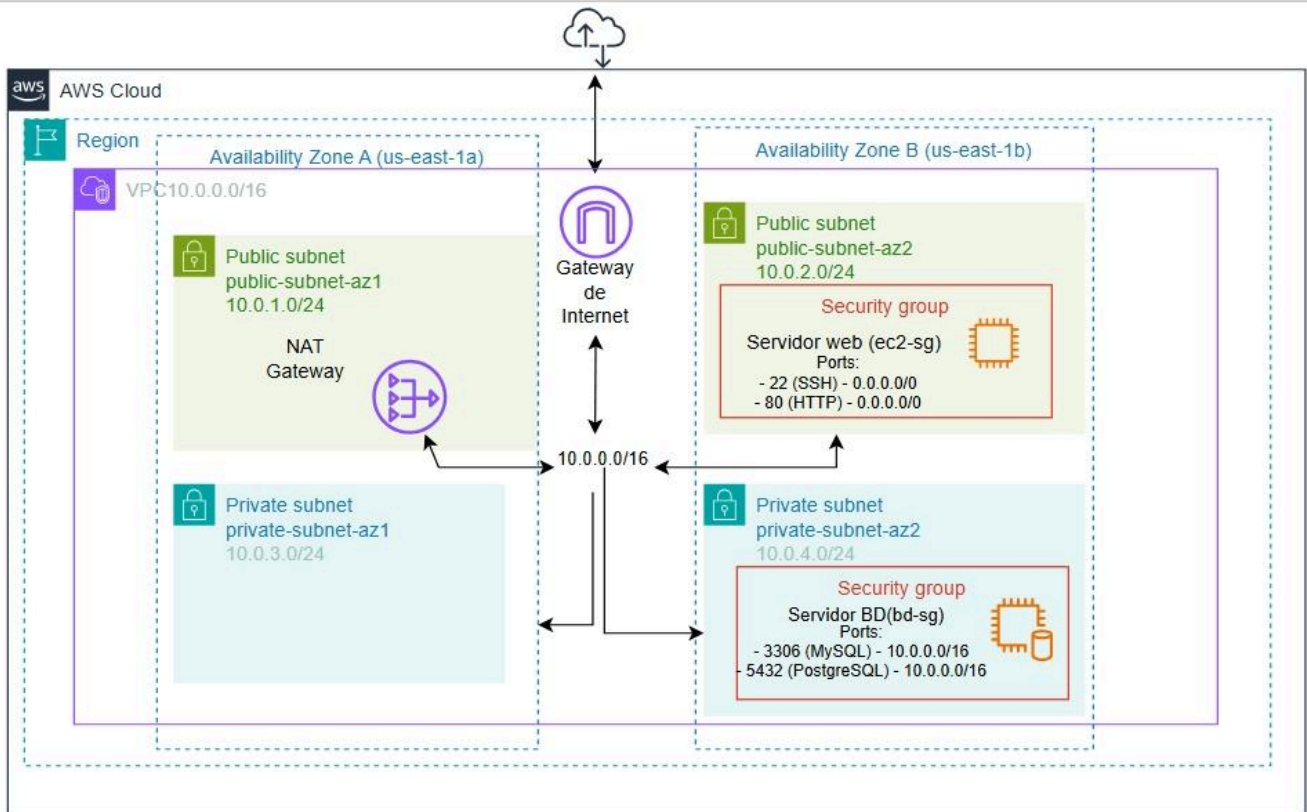 aws
AWS Cloud
Region
Availability Zone A (us-east-1a)
Availability Zone B (us-east-1b)
VPC10.0.0.0/16
Public subnet
public-subnet-az1
10.0.1.0/24
NAT
Gateway
Gateway
de
Internet
Public subnet
public-subnet-az2
10.0.2.0/24
Security group
Servidor web (ec2-sg)
Ports:
- 22 (SSH) - 0.0.0.0/0
- 80 (HTTP) - 0.0.0.0/0
10.0.0.0/16
Private subnet
private-subnet-az1
10.0.3.0/24
Private subnet
private-subnet-az2
10.0.4.0/24
Security group
Servidor BD(bd-sg)
Ports:
- 3306 (MySQL) - 10.0.0.0/16
- 5432 (PostgreSQL) - 10.0.0.0/16